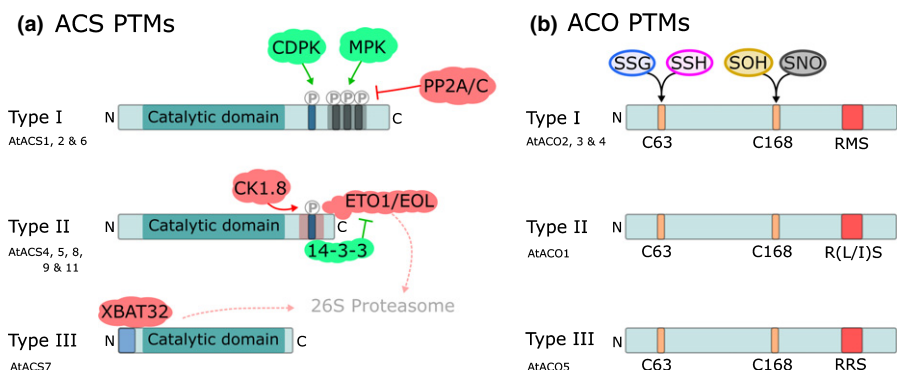 (a) ACS PTMs
CDPK
MPK
PP2A/C
P
P P P
Type I
AtACS1, 2 & 6
N
Catalytic domain
C
CK1.8
P
ETO1/EOL
Type II
AtACS4, 5, 8,
9 & 11
N
Catalytic domain
C
14-3-3
26S Proteasome
XBAT32
Type III
AtACS7
N
Catalytic domain
C
(b) ACO PTMs
SSG
SSH
SOH
SNO
Type I
AtACO2, 3 & 4
N
C
C63
C168
RMS
Type II
AtACO1
N
C
C63
C168
R(L/I)S
Type III
AtACO5
N
C
C63
C168
RRS